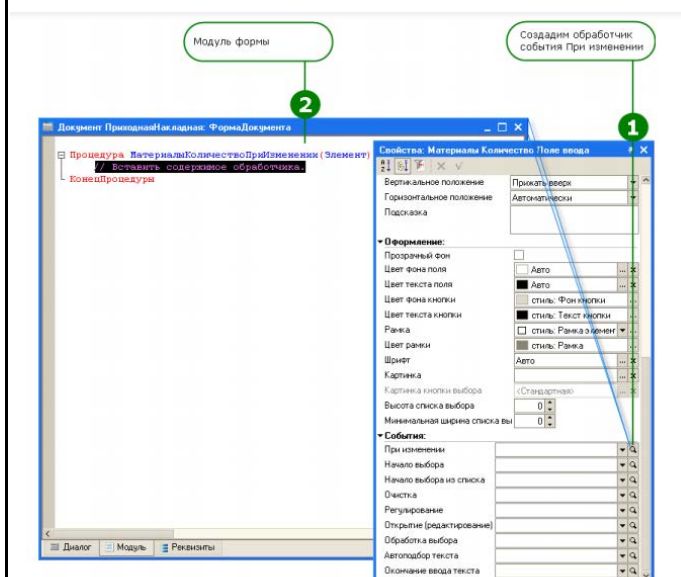 Модуль формы
Создадим обработчик
события При изменении
2
1
Документ ПриходнаяНакладная: ФормаДокумента
Процедура МатериалыКоличествоПриИзменении(Элемент)
// Вставить содержимое обработчика.
КонецПроцедуры
Свойства: Материалы Количество Поле ввода
Вертикальное положение Прижать вверх
Горизонтальное положение Автоматически
Подсказка
Оформление:
Прозрачный фон
Цвет фона поля Авто
Цвет текста поля Авто
Цвет фона кнопки стиль: Фон кнопки
Цвет текста кнопки стиль: Текст кнопки
Рамка стиль: Рамка элемент
Цвет рамки стиль: Рамка
Шрифт Авто
Картинка
Картинка кнопки выбора <Стандартная>
Высота списка выбора 0
Минимальная ширина списка вы 0
События:
При изменении
Начало выбора
Начало выбора из списка
Очистка
Регулирование
Открытие (редактирование)
Обработка выбора
Автоподбор текста
Окончание ввода текста
Диалог Модуль Реквизиты